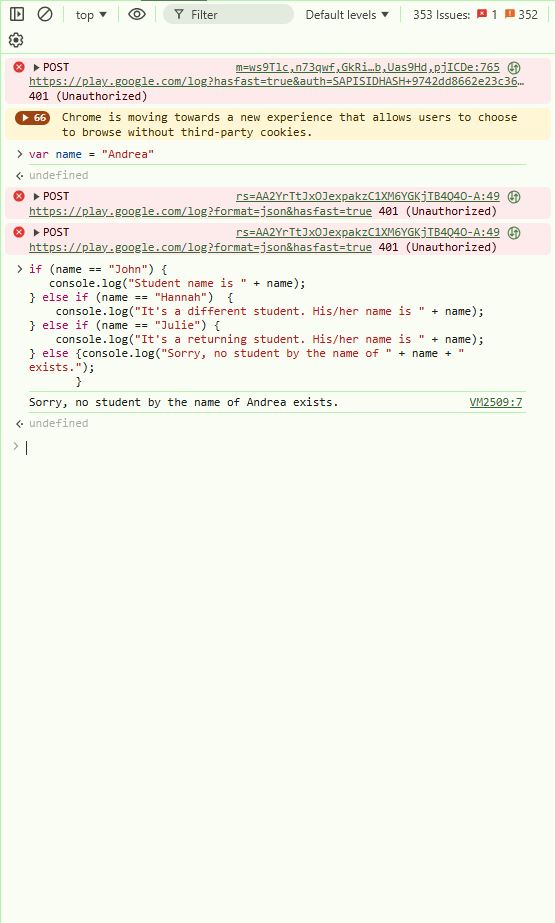 top Filter Default levels 353 Issues: 1 352
POST m=ws9Tlc,n73qwf,GkRi…b,Uas9Hd,pjICDe:765
https://play.google.com/log?hasfast=true&auth=SAPISIDHASH+9742dd8662e23c36…
401 (Unauthorized)
66 Chrome is moving towards a new experience that allows users to choose
to browse without third-party cookies.
> var name = "Andrea"
undefined
POST rs=AA2YrTtJxOJexpakzC1XM6YGKjTB4Q4O-A:49
https://play.google.com/log?format=json&hasfast=true 401 (Unauthorized)
POST rs=AA2YrTtJxOJexpakzC1XM6YGKjTB4Q4O-A:49
https://play.google.com/log?format=json&hasfast=true 401 (Unauthorized)
> if (name == "John") {
console.log("Student name is " + name);
} else if (name == "Hannah")  {
console.log("It's a different student. His/her name is " + name);
} else if (name == "Julie") {
console.log("It's a returning student. His/her name is " + name);
} else {console.log("Sorry, no student by the name of " + name + "
exists.");
}
Sorry, no student by the name of Andrea exists. VM2509:7
undefined
>